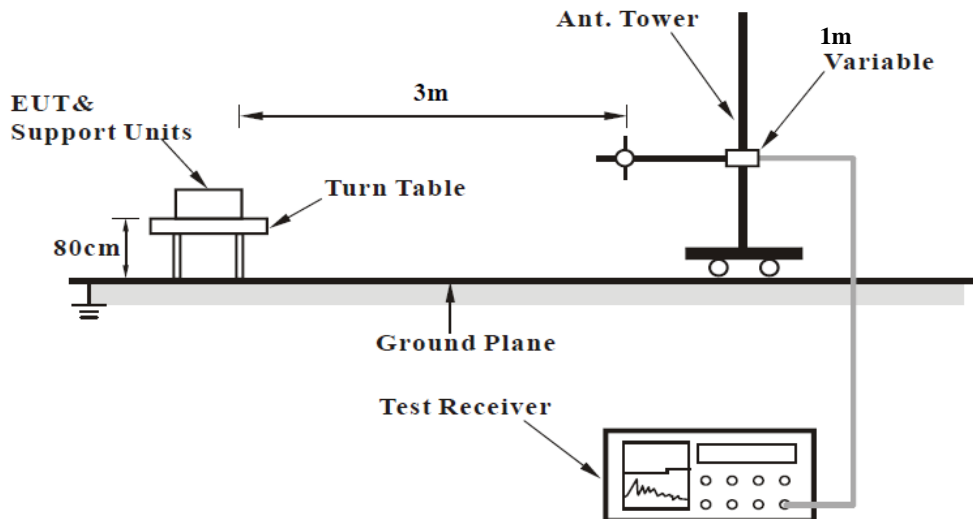 Ant. Tower
1m
Variable
3m
EUT&
Support Units
Turn Table
80cm
Ground Plane
Test Receiver